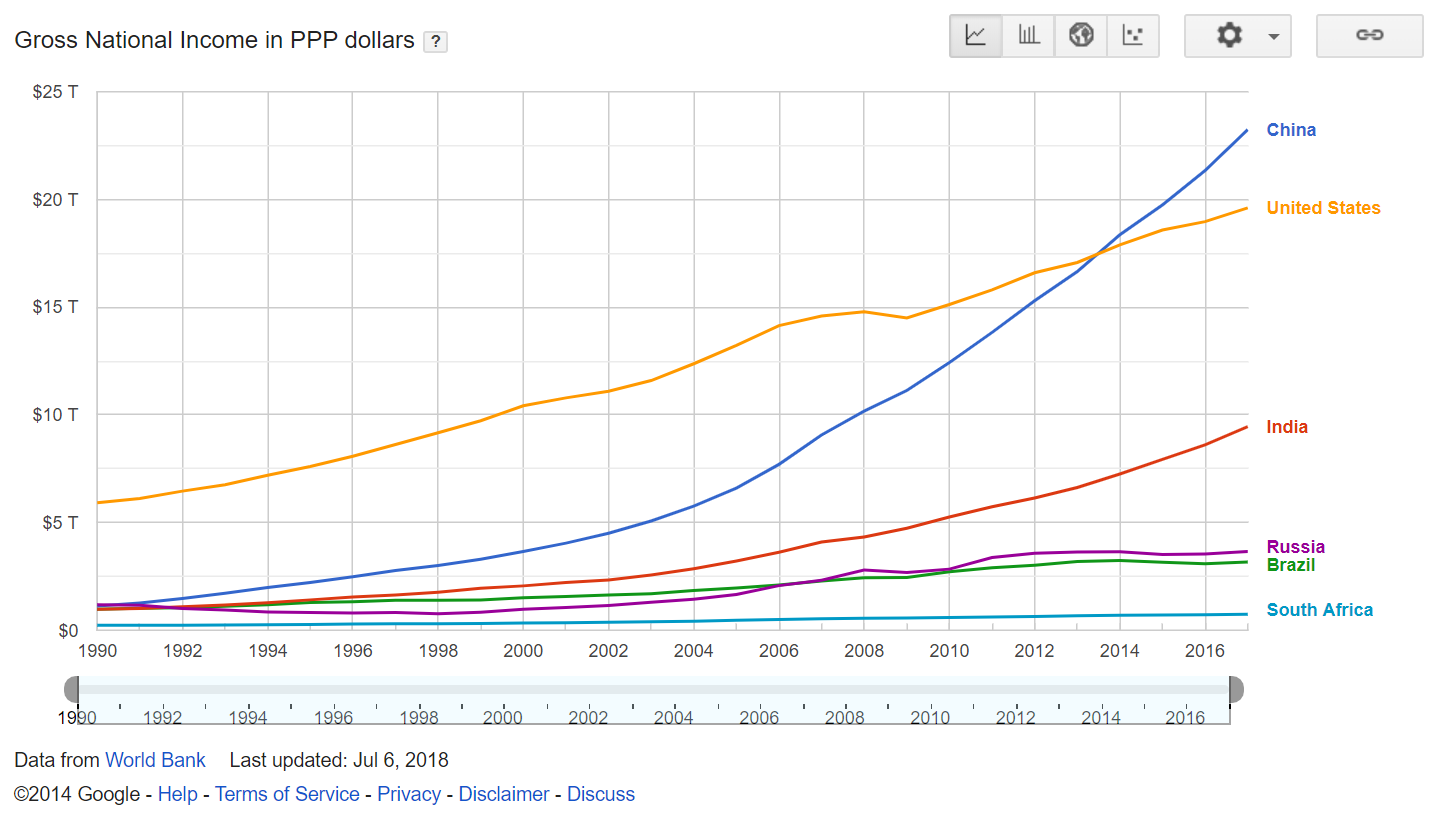 Gross National Income in PPP dollars ?
$25 T
$20 T
$15 T
$10 T
$5 T
$0
China
United States
India
Russia
Brazil
South Africa
1990 1992 1994 1996 1998 2000 2002 2004 2006 2008 2010 2012 2014 2016
1990 1992 1994 1996 1998 2000 2002 2004 2006 2008 2010 2012 2014 2016
Data from World Bank Last updated: Jul 6, 2018
©2014 Google - Help - Terms of Service - Privacy - Disclaimer - Discuss